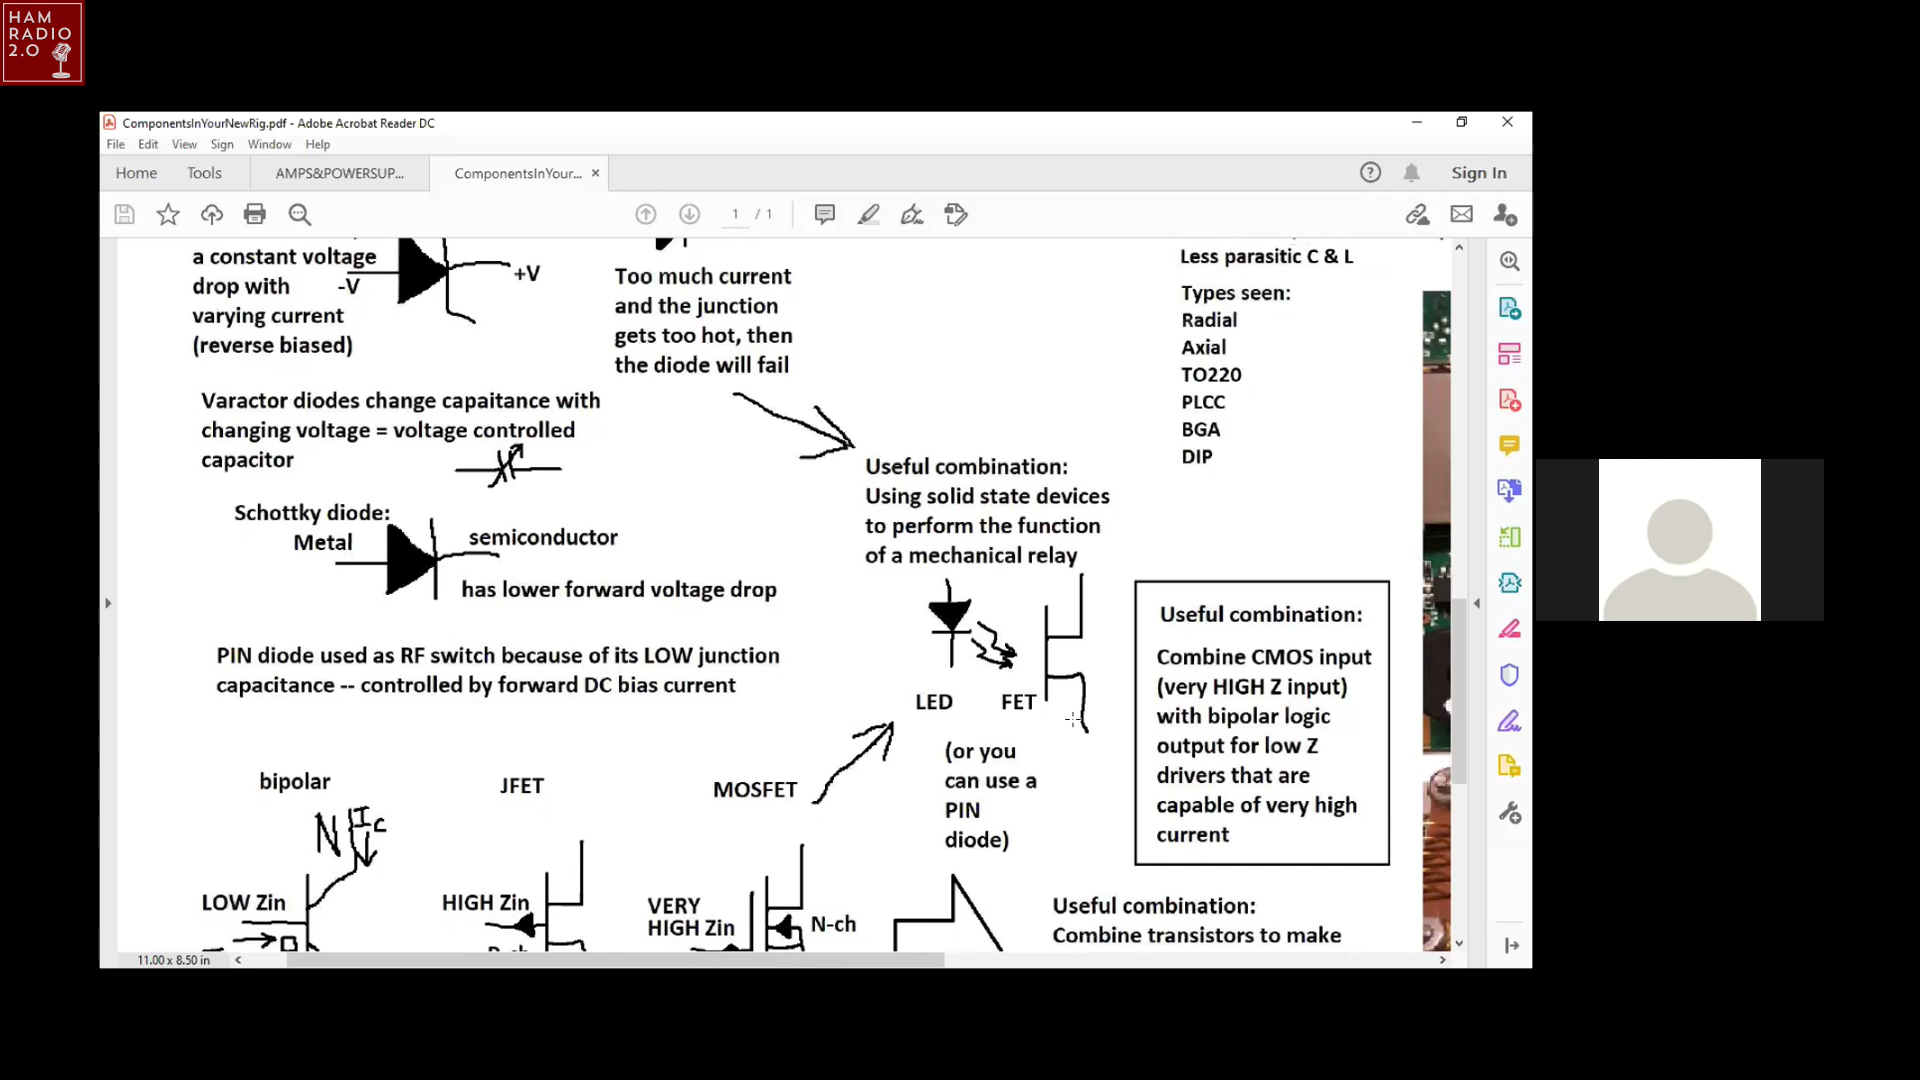 HAM
RADIO
2.0
ComponentsInYourNewRig.pdf - Adobe Acrobat Reader DC
File Edit View Sign Window Help
Home Tools AMPS&POWERSUP... ComponentsInYour... ×
Sign In
1 / 1
a constant voltage
drop with -V +V
varying current
(reverse biased)
Too much current
and the junction
gets too hot, then
the diode will fail
Less parasitic C & L
Types seen:
Radial
Axial
TO220
PLCC
BGA
DIP
Varactor diodes change capaitance with
changing voltage = voltage controlled
capacitor
Useful combination:
Using solid state devices
to perform the function
of a mechanical relay
Schottky diode:
Metal semiconductor
has lower forward voltage drop
LED FET
(or you
can use a
PIN
diode)
Useful combination:
Combine CMOS input
(very HIGH Z input)
with bipolar logic
output for low Z
drivers that are
capable of very high
current
PIN diode used as RF switch because of its LOW junction
capacitance -- controlled by forward DC bias current
bipolar JFET MOSFET
N Ic
LOW Zin HIGH Zin VERY
HIGH Zin N-ch
Useful combination:
Combine transistors to make
11.00 x 8.50 in